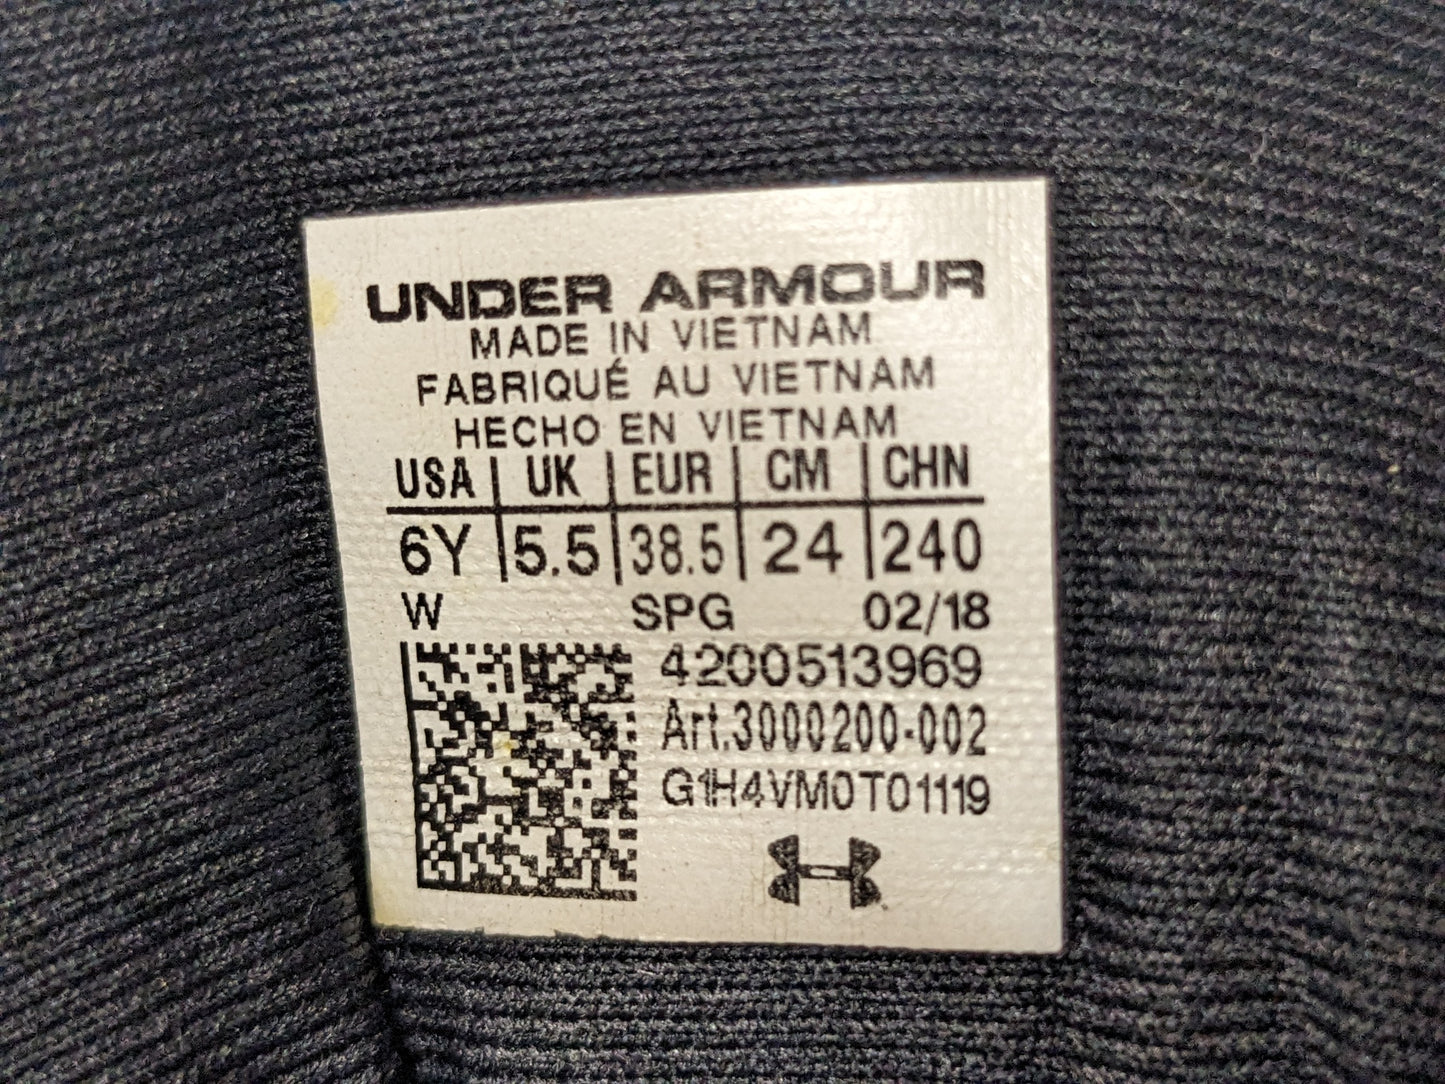 UNDER ARMOUR
MADE IN VIETNAM
FABRIQUÉ AU VIETNAM
HECHO EN VIETNAM
USA | UK | EUR | CM | CHN
6Y | 5.5 | 38.5 | 24 | 240
W SPG 02/18
4200513969
Art.3000200-002
G1H4VM0T01119